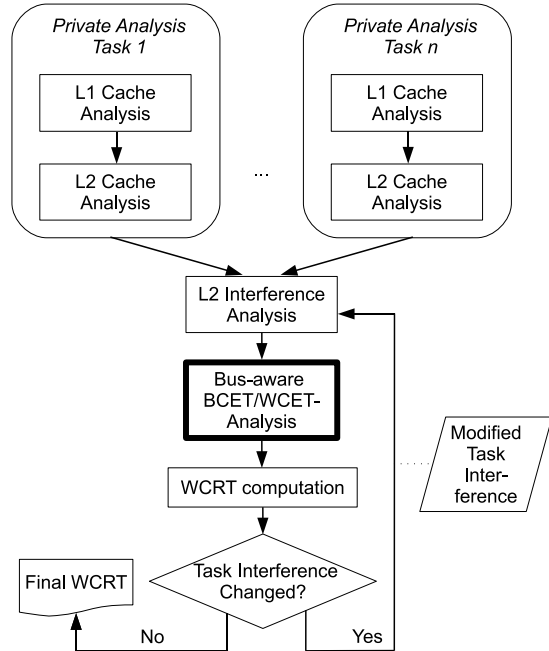 Private Analysis
Task 1
Private Analysis
Task n
L1 Cache
Analysis
L1 Cache
Analysis
L2 Cache
Analysis
...
L2 Cache
Analysis
L2 Interference
Analysis
Bus-aware
BCET/WCET-
Analysis
Modified
Task
Inter-
ference
WCRT computation
Task Interference
Changed?
Final WCRT
No
Yes